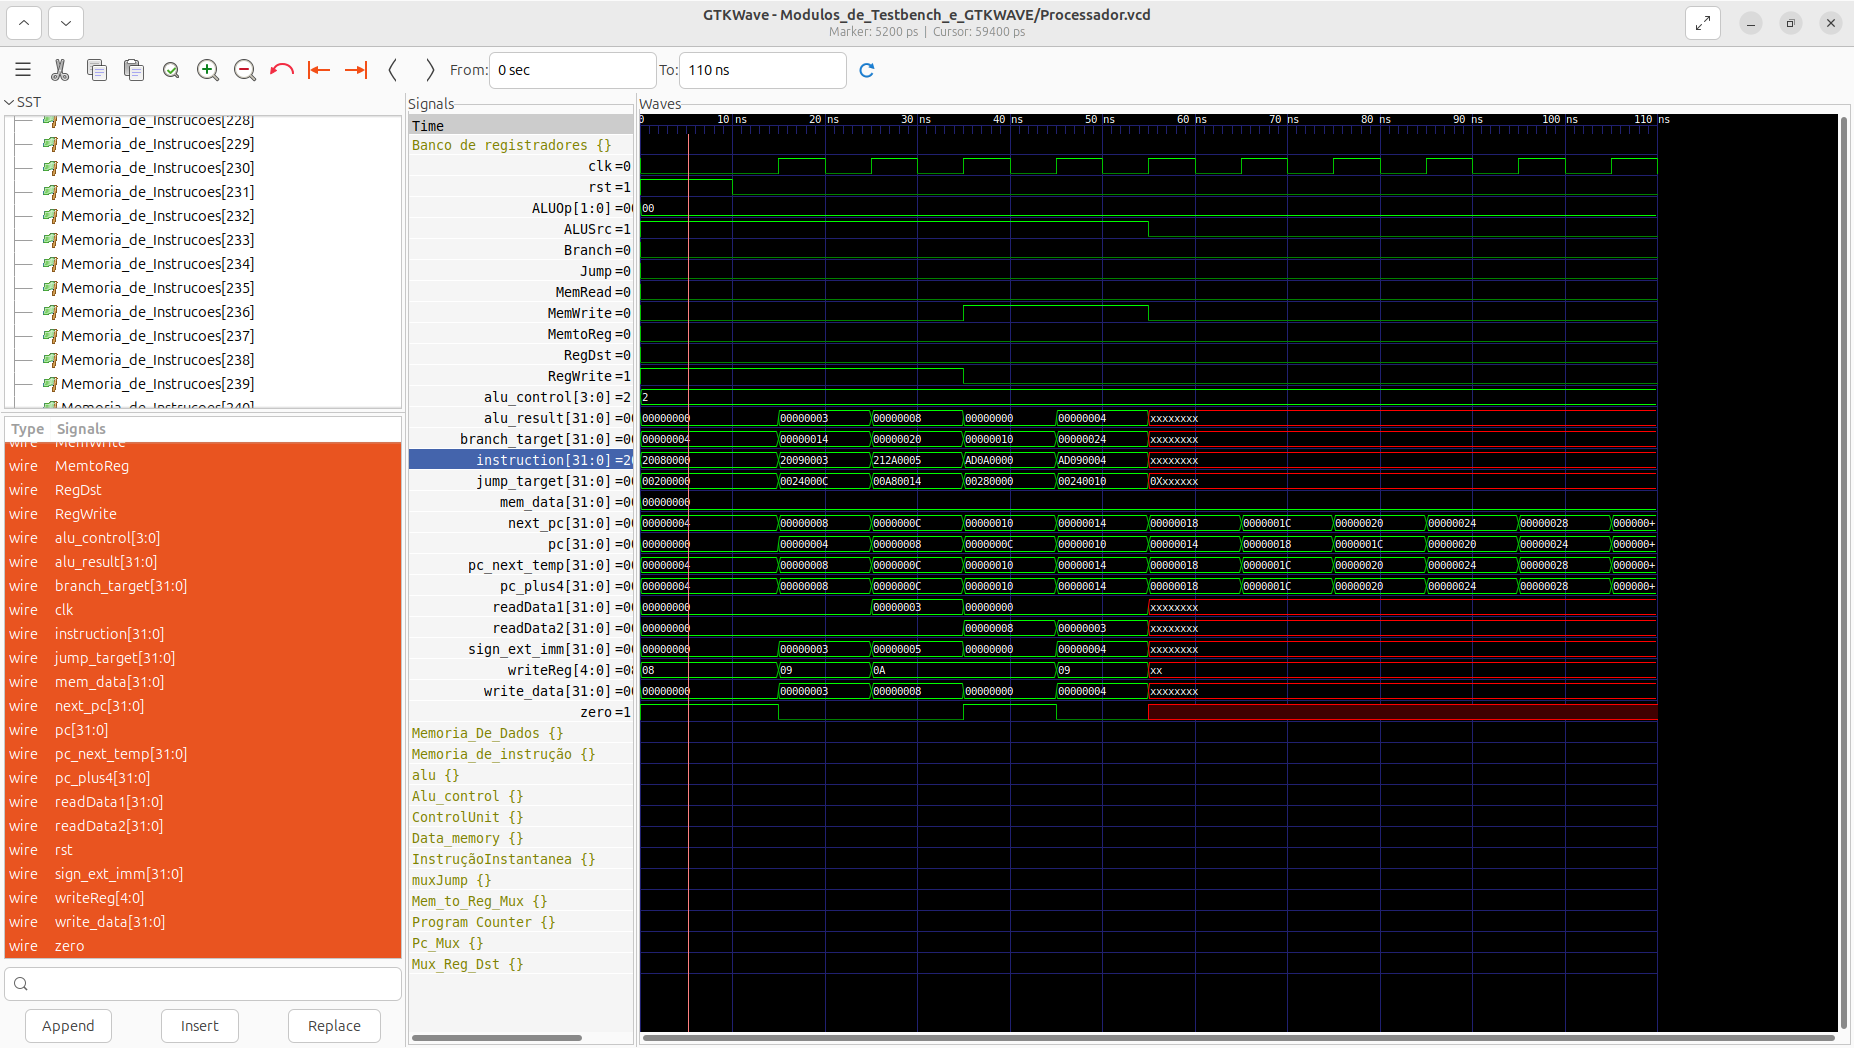 GTKWave - Modulos_de_Testbench_e_GTKWAVE/Processador.vcd
Marker: 5200 ps | Cursor: 59400 ps
From: 0 sec To: 110 ns
SST
Memoria_de_Instrucoes[228]
Memoria_de_Instrucoes[229]
Memoria_de_Instrucoes[230]
Memoria_de_Instrucoes[231]
Memoria_de_Instrucoes[232]
Memoria_de_Instrucoes[233]
Memoria_de_Instrucoes[234]
Memoria_de_Instrucoes[235]
Memoria_de_Instrucoes[236]
Memoria_de_Instrucoes[237]
Memoria_de_Instrucoes[238]
Memoria_de_Instrucoes[239]
Memoria_de_Instrucoes[240]
Type Signals
wire MemWrite
wire MemtoReg
wire RegDst
wire RegWrite
wire alu_control[3:0]
wire alu_result[31:0]
wire branch_target[31:0]
wire clk
wire instruction[31:0]
wire jump_target[31:0]
wire mem_data[31:0]
wire next_pc[31:0]
wire pc[31:0]
wire pc_next_temp[31:0]
wire pc_plus4[31:0]
wire readData1[31:0]
wire readData2[31:0]
wire rst
wire sign_ext_imm[31:0]
wire writeReg[4:0]
wire write_data[31:0]
wire zero
Append Insert Replace
Signals
Time
Banco de registradores {}
clk =0
rst =1
ALUOp[1:0] =00
ALUSrc =1
Branch =0
Jump =0
MemRead =0
MemWrite =0
MemtoReg =0
RegDst =0
RegWrite =1
alu_control[3:0] =2
alu_result[31:0] =00
branch_target[31:0] =00
instruction[31:0] =20
jump_target[31:0] =00
mem_data[31:0] =00
next_pc[31:0] =00
pc[31:0] =00
pc_next_temp[31:0] =00
pc_plus4[31:0] =00
readData1[31:0] =00
readData2[31:0] =00
sign_ext_imm[31:0] =00
writeReg[4:0] =08
write_data[31:0] =00
zero =1
Memoria_De_Dados {}
Memoria_de_instrução {}
alu {}
Alu_control {}
ControlUnit {}
Data_memory {}
InstruçãoInstantanea {}
muxJump {}
Mem_to_Reg_Mux {}
Program Counter {}
Pc_Mux {}
Mux_Reg_Dst {}
Waves
0 10 ns 20 ns 30 ns 40 ns 50 ns 60 ns 70 ns 80 ns 90 ns 100 ns 110 ns
00
2
00000000 00000003 00000008 00000000 00000004 xxxxxxxx
00000004 00000014 00000020 00000010 00000024 xxxxxxxx
20080000 20090003 212A0005 AD0A0000 AD090004 xxxxxxxx
00200000 0024000C 00A80014 00280000 00240010 0Xxxxxxx
00000000
00000004 00000008 0000000C 00000010 00000014 00000018 0000001C 00000020 00000024 00000028 000000+
00000000 00000004 00000008 0000000C 00000010 00000014 00000018 0000001C 00000020 00000024 000000+
00000004 00000008 0000000C 00000010 00000014 00000018 0000001C 00000020 00000024 00000028 000000+
00000004 00000008 0000000C 00000010 00000014 00000018 0000001C 00000020 00000024 00000028 000000+
00000000 00000003 00000000 xxxxxxxx
00000000 00000008 00000003 xxxxxxxx
00000000 00000003 00000005 00000000 00000004 xxxxxxxx
08 09 0A 09 xx
00000000 00000003 00000008 00000000 00000004 xxxxxxxx